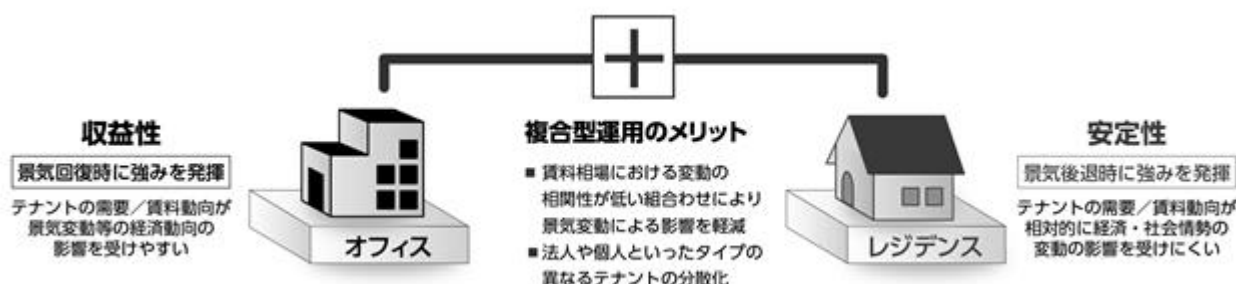 収益性
景気回復時に強みを発揮
テナントの需要／賃料動向が
景気変動等の経済動向の
影響を受けやすい
オフィス
複合型運用のメリット
■ 賃料相場における変動の
相関性が低い組合わせにより
景気変動による影響を軽減
■ 法人や個人といったタイプの
異なるテナントの分散化
レジデンス
安定性
景気後退時に強みを発揮
テナントの需要／賃料動向が
相対的に経済・社会情勢の
変動の影響を受けにくい